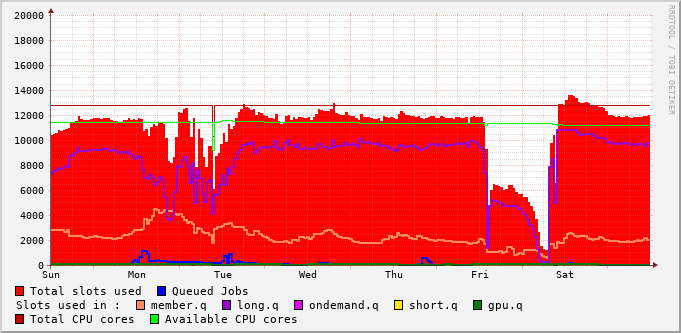 20000
18000
16000
14000
12000
10000
8000
6000
4000
2000
0
Sun Mon Tue Wed Thu Fri Sat
RRDTOOL / TOBI OETIKER
Total slots used Queued Jobs
Slots used in : member.q long.q ondemand.q short.q gpu.q
Total CPU cores Available CPU cores